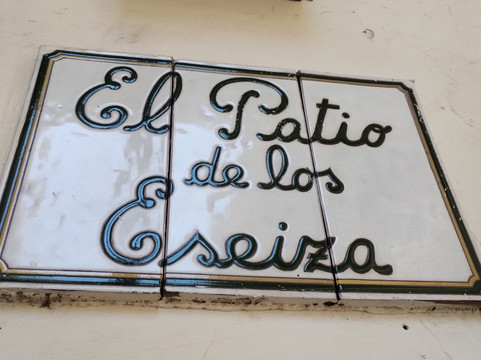 El Patio
de los
Eseiza